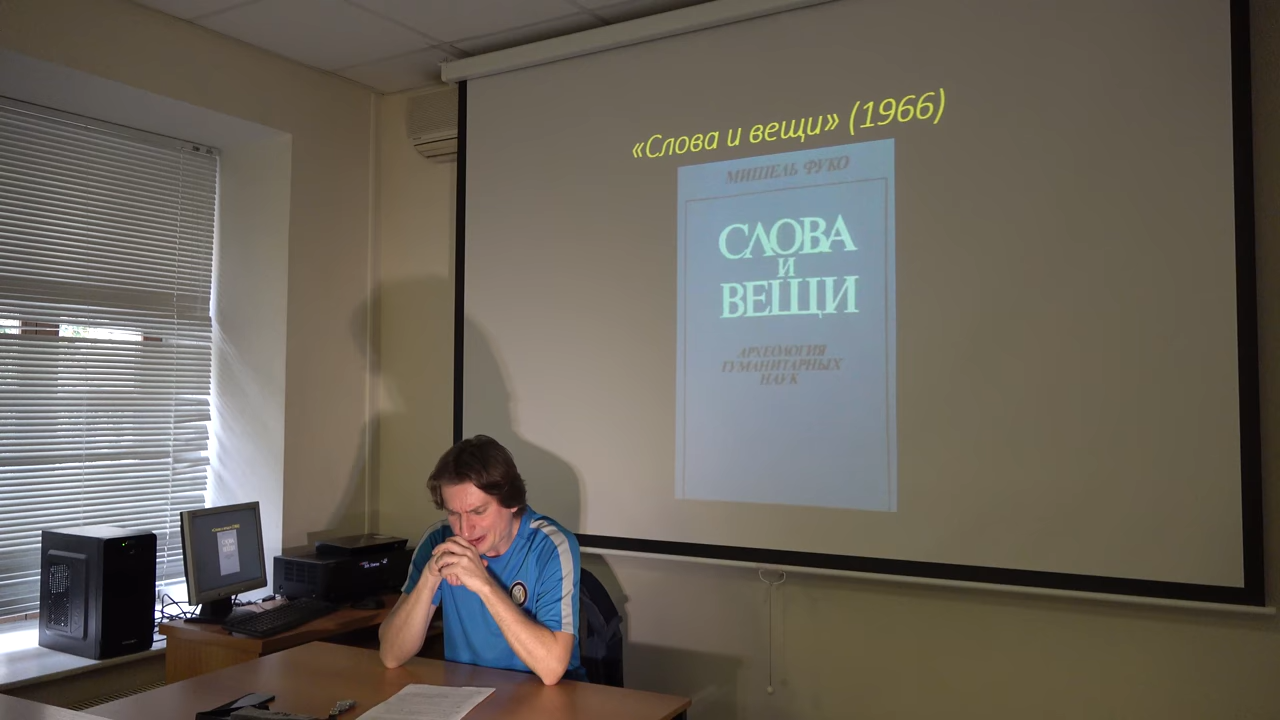 «Слова и вещи» (1966)
МИШЕЛЬ ФУКО
СЛОВА
И
ВЕЩИ
АРХЕОЛОГИЯ
ГУМАНИТАРНЫХ
НАУК